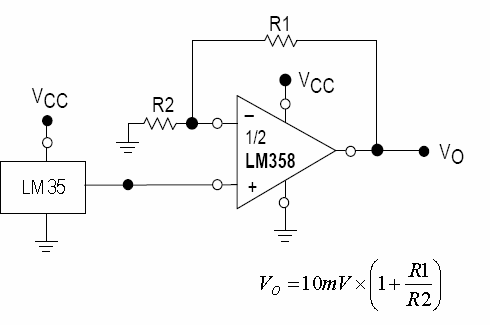 R1
VCC
R2
VCC
−
1/2
LM358
+
VO
LM35
VO = 10mV × (1 + R1/R2)